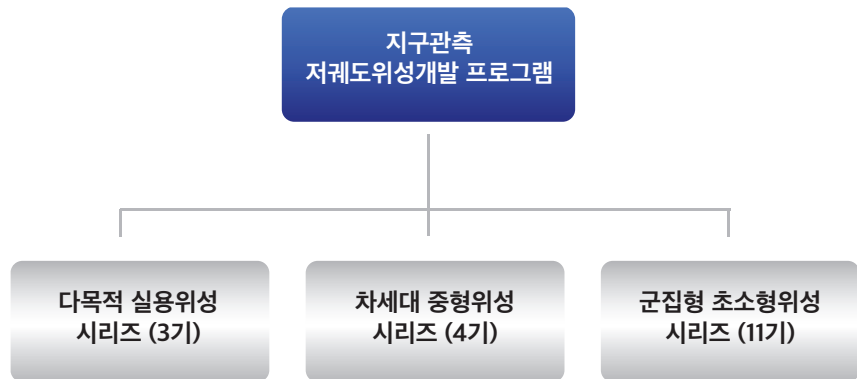 지구관측
저궤도위성개발 프로그램
다목적 실용위성
시리즈 (3기)
차세대 중형위성
시리즈 (4기)
군집형 초소형위성
시리즈 (11기)